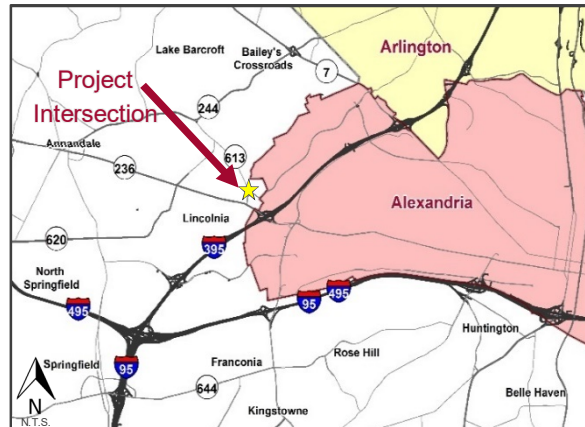 Lake Barcroft
Bailey's
Crossroads
Arlington
7
Project
Intersection
244
Annandale
613
236
Alexandria
Lincolnia
620
395
North
Springfield
495
95
495
Huntington
Springfield
95
Franconia
Rose Hill
644
Belle Haven
Kingstowne
N
N.T.S.